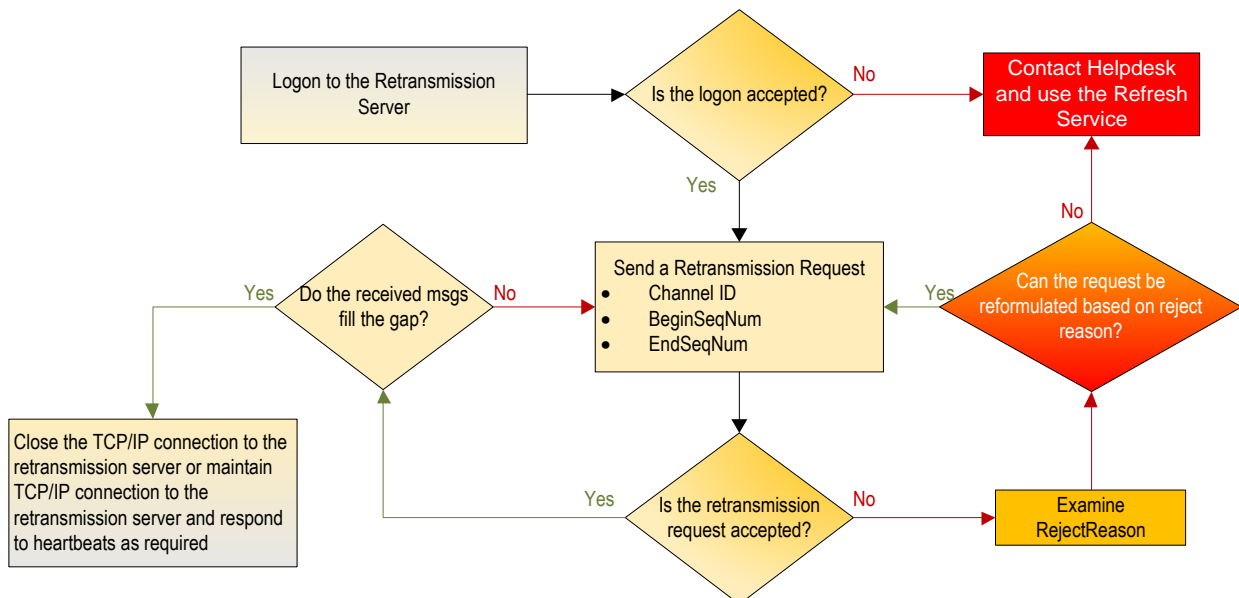 Logon to the Retransmission
Server
Is the logon accepted?
No
Contact Helpdesk
and use the Refresh
Service
Yes
No
Send a Retransmission Request
• Channel ID
• BeginSeqNum
• EndSeqNum
Yes
Do the received msgs
fill the gap?
No
Yes
Can the request be
reformulated based on reject
reason?
Close the TCP/IP connection to the
retransmission server or maintain
TCP/IP connection to the
retransmission server and respond
to heartbeats as required
Yes
Is the retransmission
request accepted?
No
Examine
RejectReason